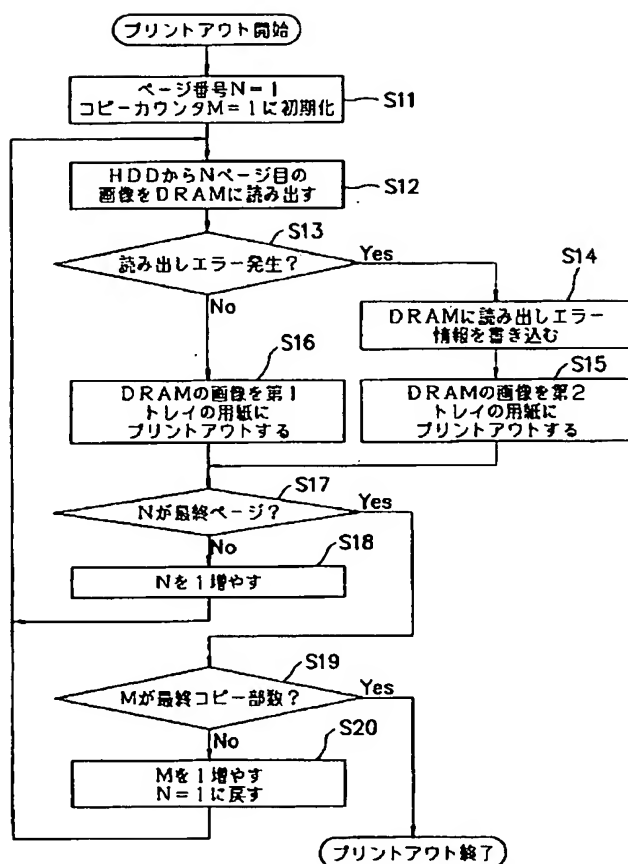 プリントアウト開始
ページ番号N=1
コピーカウンタM=1に初期化
S11
HDDからNページ目の
画像をDRAMに読み出す
S12
S13
読み出しエラー発生?
Yes
No
S14
DRAMに読み出しエラー
情報を書き込む
S16
DRAMの画像を第1
トレイの用紙に
プリントアウトする
S15
DRAMの画像を第2
トレイの用紙に
プリントアウトする
S17
Nが最終ページ?
Yes
No
S18
Nを1増やす
S19
Mが最終コピー部数?
Yes
No
S20
Mを1増やす
N=1に戻す
プリントアウト終了